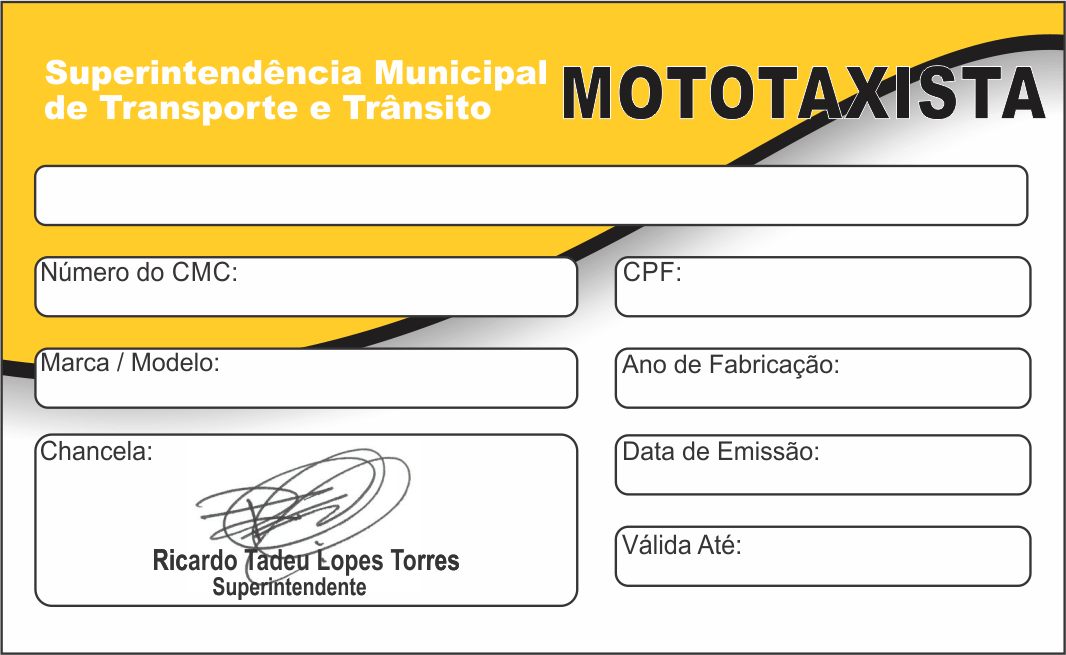 Superintendência Municipal
de Transporte e Trânsito
MOTOTAXISTA
Número do CMC:
CPF:
Marca / Modelo:
Ano de Fabricação:
Chancela:
Ricardo Tadeu Lopes Torres
Superintendente
Data de Emissão:
Válida Até: